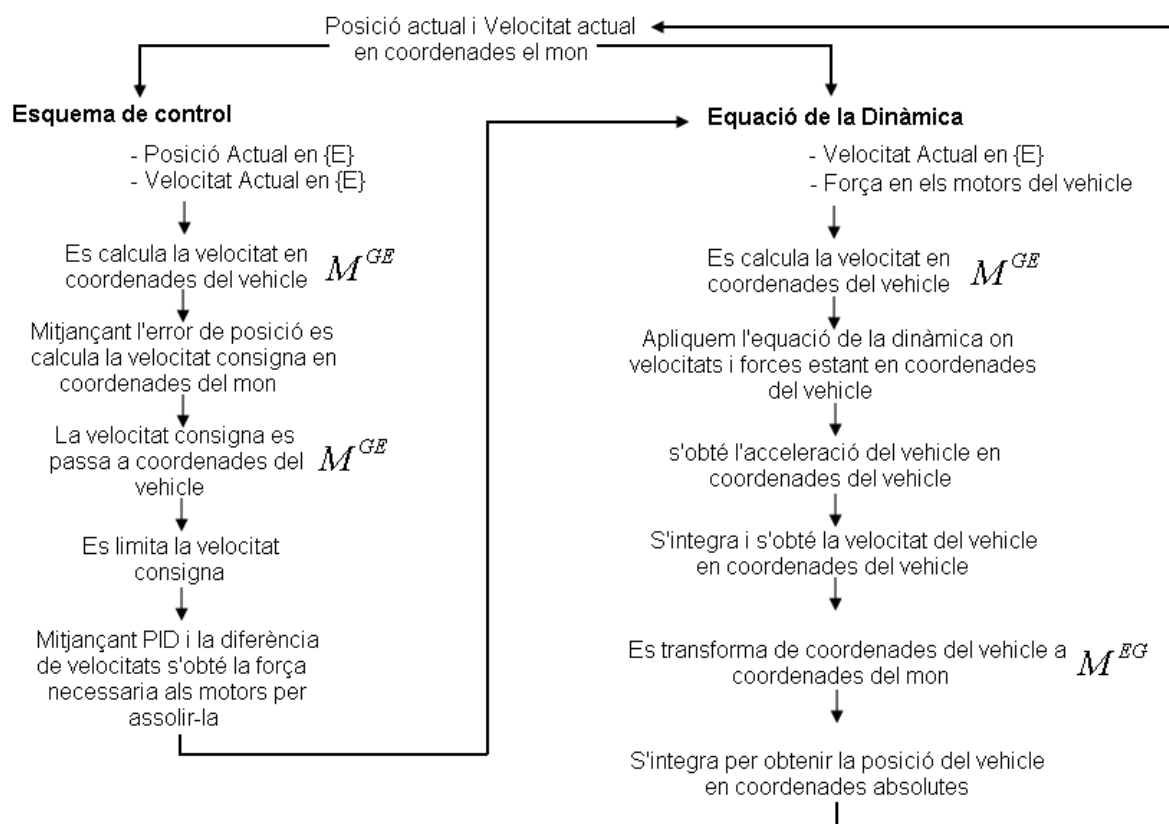 Posició actual i Velocitat actual
en coordenades el mon
Esquema de control
- Posició Actual en {E}
- Velocitat Actual en {E}
Es calcula la velocitat en
coordenades del vehicle M^{GE}
Mitjançant l'error de posició es
calcula la velocitat consigna en
coordenades del mon
La velocitat consigna es
passa a coordenades del M^{GE}
vehicle
Es limita la velocitat
consigna
Mitjançant PID i la diferència
de velocitats s'obté la força
necessaria als motors per
assolir-la
Equació de la Dinàmica
- Velocitat Actual en {E}
- Força en els motors del vehicle
Es calcula la velocitat en
coordenades del vehicle M^{GE}
Apliquem l'equació de la dinàmica on
velocitats i forces estant en coordenades
del vehicle
s'obté l'acceleració del vehicle en
coordenades del vehicle
S'integra i s'obté la velocitat del vehicle
en coordenades del vehicle
Es transforma de coordenades del vehicle a M^{EG}
coordenades del mon
S'integra per obtenir la posició del vehicle
en coordenades absolutes